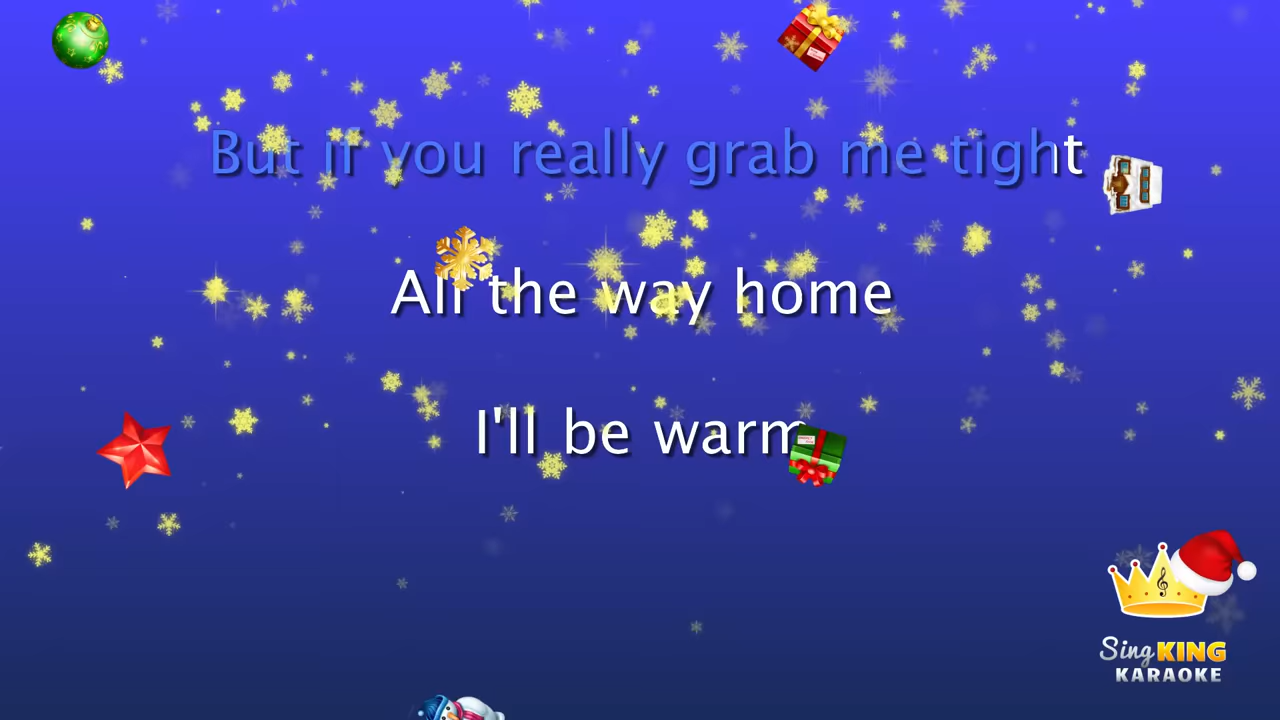 But if you really grab me tight
All the way home
I'll be warm
Sing KING
KARAOKE